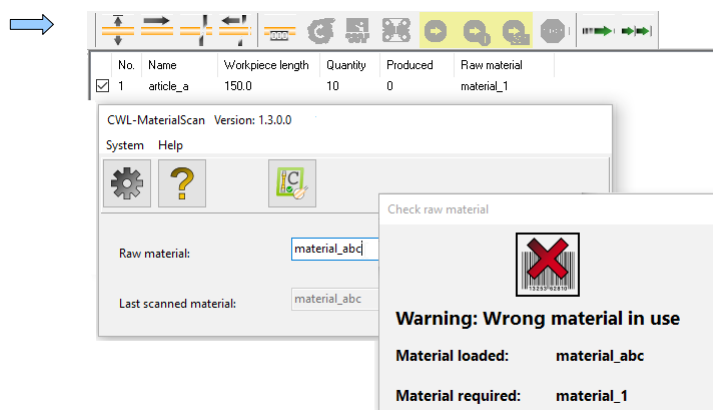 No. Name Workpiece length Quantity Produced Raw material
1 article_a 150.0 10 0 material_1
CWL-MaterialScan Version: 1.3.0.0
System Help
Check raw material
Raw material: material_abc
Last scanned material: material_abc
Warning: Wrong material in use
Material loaded: material_abc
Material required: material_1